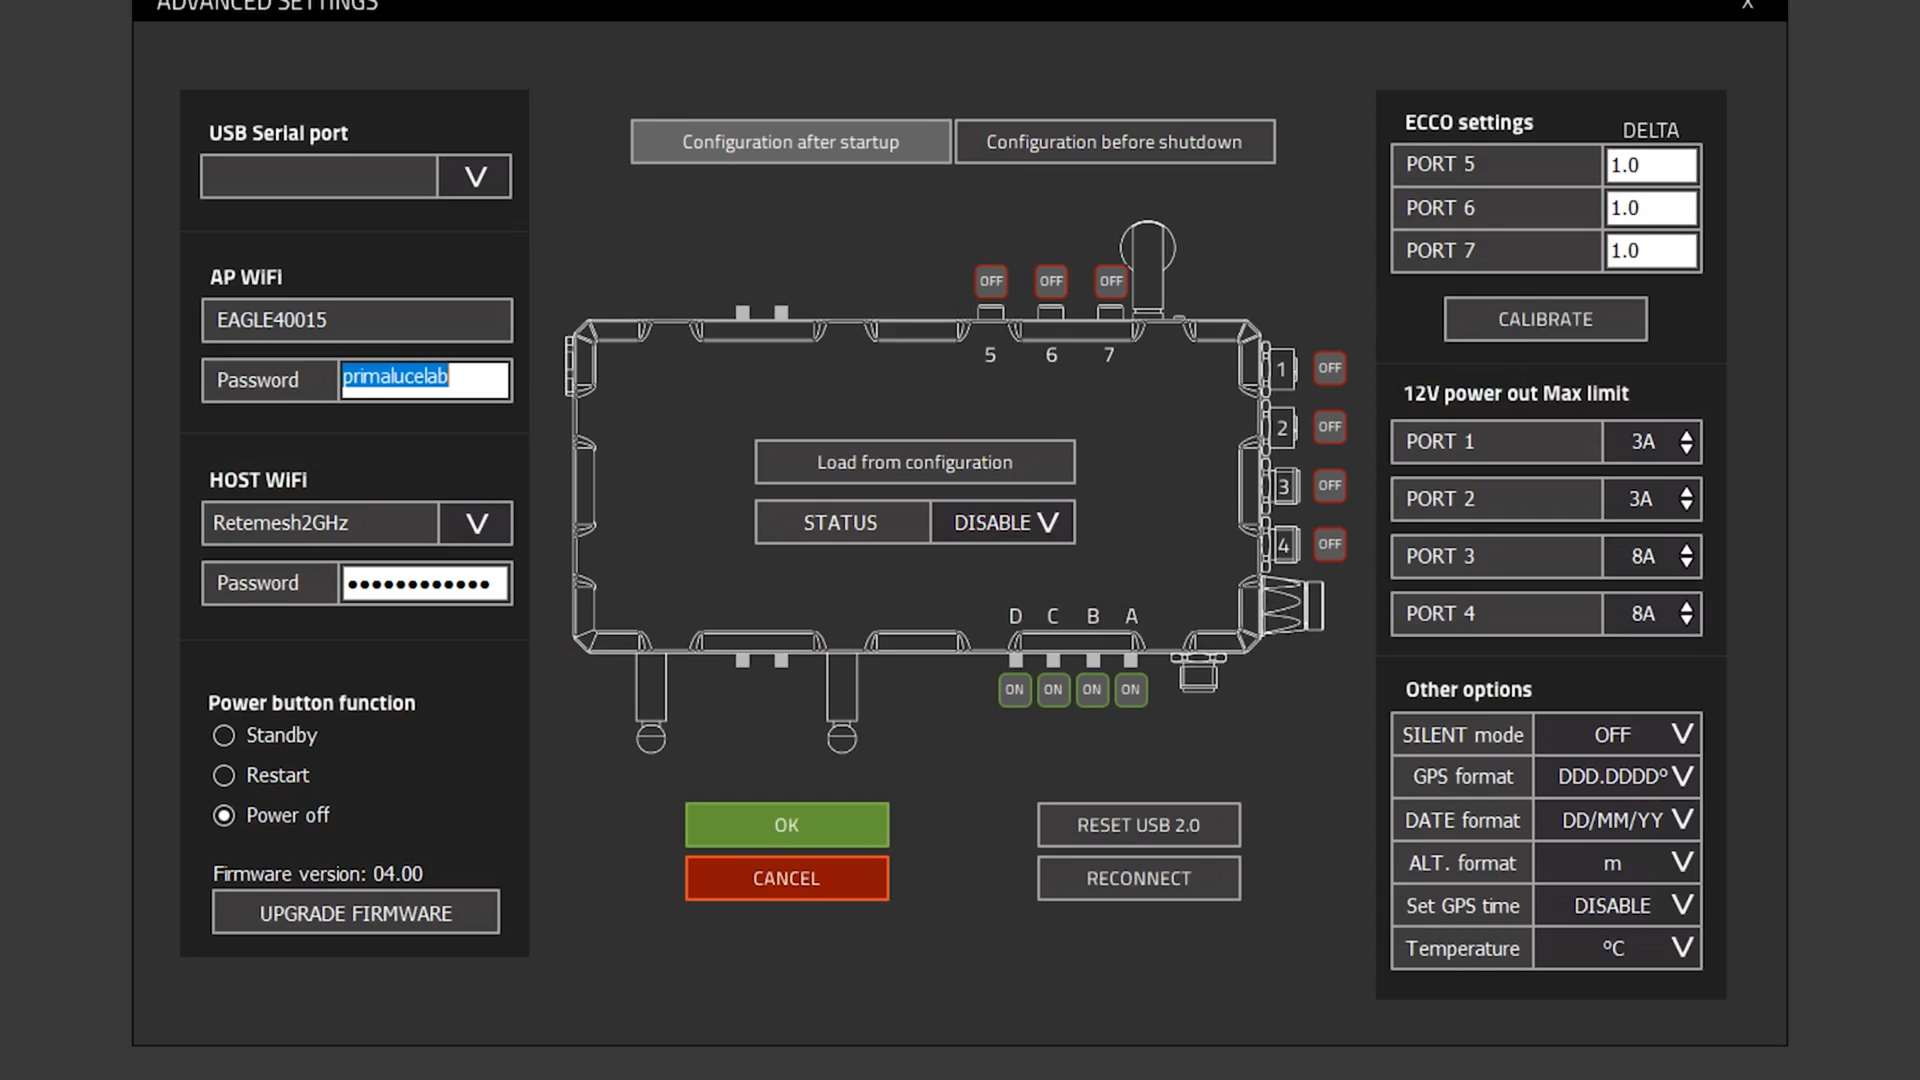 ADVANCED SETTINGS
X
USB Serial port
V
AP WiFi
EAGLE40015
Password
primalucelab
HOST WiFi
Retemesh2GHz
V
Password
●●●●●●●●●●●●
Power button function
Standby
Restart
Power off
Firmware version: 04.00
UPGRADE FIRMWARE
Configuration after startup
Configuration before shutdown
OFF
OFF
OFF
5
6
7
1
OFF
2
OFF
3
OFF
4
OFF
Load from configuration
STATUS
DISABLE V
D
C
B
A
ON
ON
ON
ON
OK
CANCEL
RESET USB 2.0
RECONNECT
ECCO settings
DELTA
PORT 5
1.0
PORT 6
1.0
PORT 7
1.0
CALIBRATE
12V power out Max limit
PORT 1
3A
PORT 2
3A
PORT 3
8A
PORT 4
8A
Other options
SILENT mode
OFF V
GPS format
DDD.DDDDº V
DATE format
DD/MM/YY V
ALT. format
m V
Set GPS time
DISABLE V
Temperature
ºC V